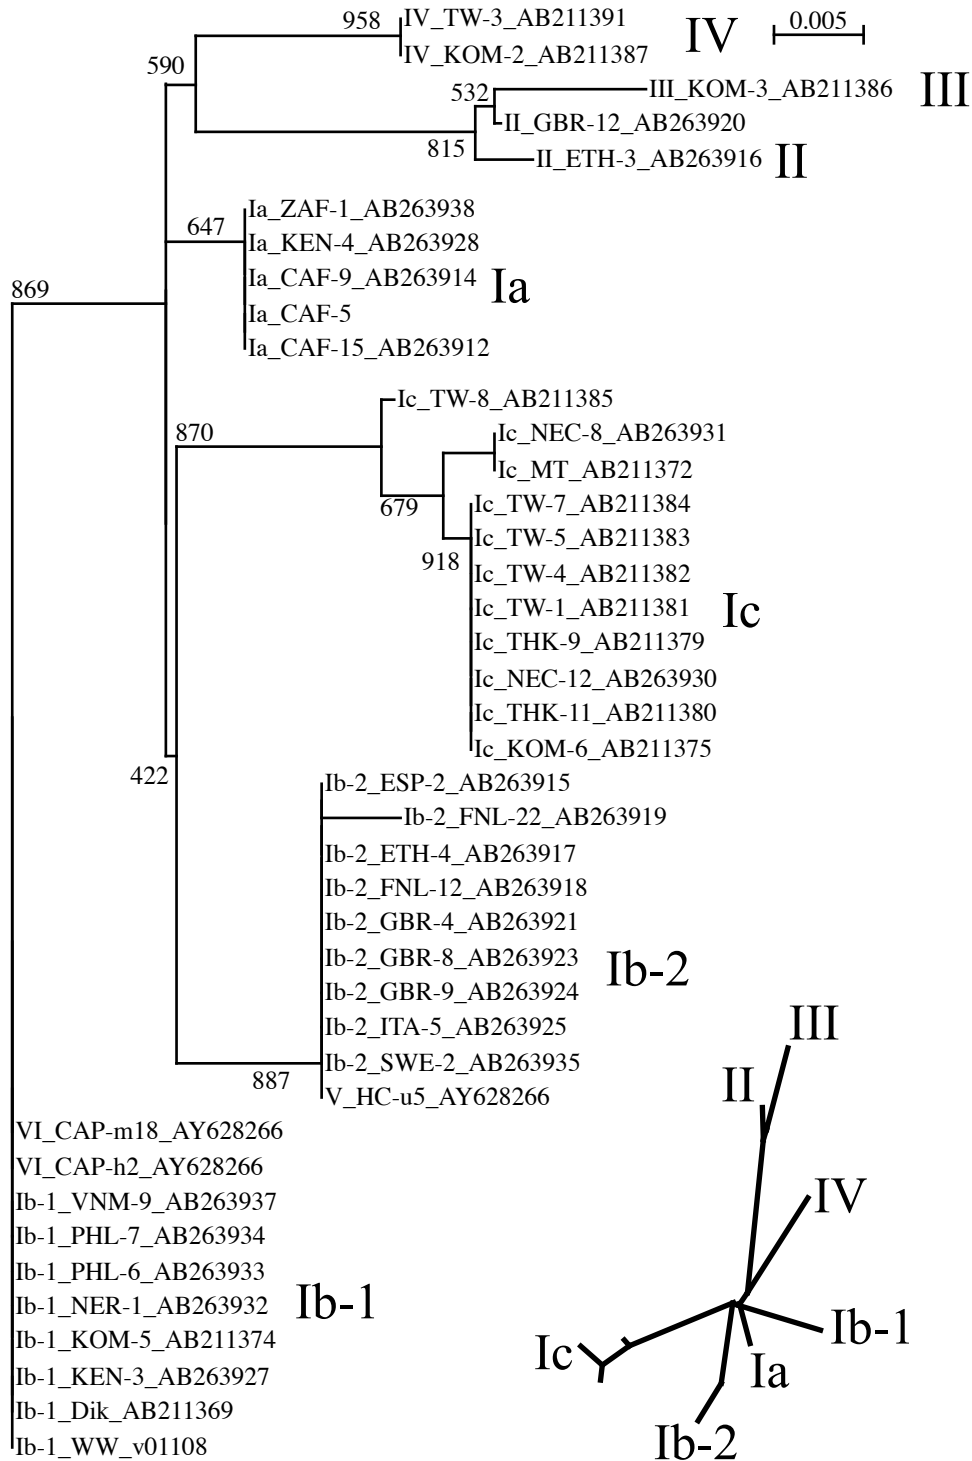 958
IV_TW-3_AB211391
IV
0.005
IV_KOM-2_AB211387
590
532
III_KOM-3_AB211386
III
II_GBR-12_AB263920
815
II_ETH-3_AB263916
II
Ia_ZAF-1_AB263938
647
Ia_KEN-4_AB263928
Ia_CAF-9_AB263914
Ia
869
Ia_CAF-5
Ia_CAF-15_AB263912
Ic_TW-8_AB211385
870
Ic_NEC-8_AB263931
Ic_MT_AB211372
679
Ic_TW-7_AB211384
Ic_TW-5_AB211383
918
Ic_TW-4_AB211382
Ic_TW-1_AB211381
Ic
Ic_THK-9_AB211379
Ic_NEC-12_AB263930
Ic_THK-11_AB211380
Ic_KOM-6_AB211375
422
Ib-2_ESP-2_AB263915
Ib-2_FNL-22_AB263919
Ib-2_ETH-4_AB263917
Ib-2_FNL-12_AB263918
Ib-2_GBR-4_AB263921
Ib-2_GBR-8_AB263923
Ib-2
Ib-2_GBR-9_AB263924
Ib-2_ITA-5_AB263925
Ib-2_SWE-2_AB263935
887
V_HC-u5_AY628266
VI_CAP-m18_AY628266
VI_CAP-h2_AY628266
Ib-1_VNM-9_AB263937
Ib-1_PHL-7_AB263934
Ib-1_PHL-6_AB263933
Ib-1_NER-1_AB263932
Ib-1
Ib-1_KOM-5_AB211374
Ib-1_KEN-3_AB263927
Ib-1_Dik_AB211369
Ib-1_WW_v01108
III
II
IV
Ib-1
Ic
Ia
Ib-2